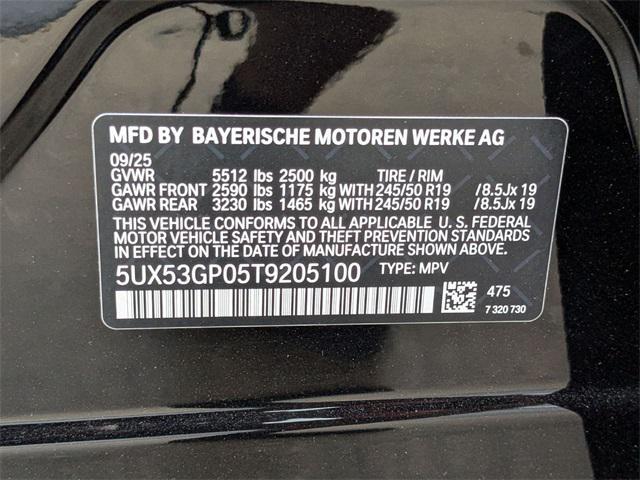 MFD BY BAYERISCHE MOTOREN WERKE AG
09/25
GVWR 5512 lbs 2500 kg TIRE / RIM
GAWR FRONT 2590 lbs 1175 kg WITH 245/50 R19 /8.5Jx 19
GAWR REAR 3230 lbs 1465 kg WITH 245/50 R19 /8.5Jx 19
THIS VEHICLE CONFORMS TO ALL APPLICABLE U. S. FEDERAL
MOTOR VEHICLE SAFETY AND THEFT PREVENTION STANDARDS
IN EFFECT ON THE DATE OF MANUFACTURE SHOWN ABOVE.
5UX53GP05T9205100 TYPE: MPV
475
7 320 730